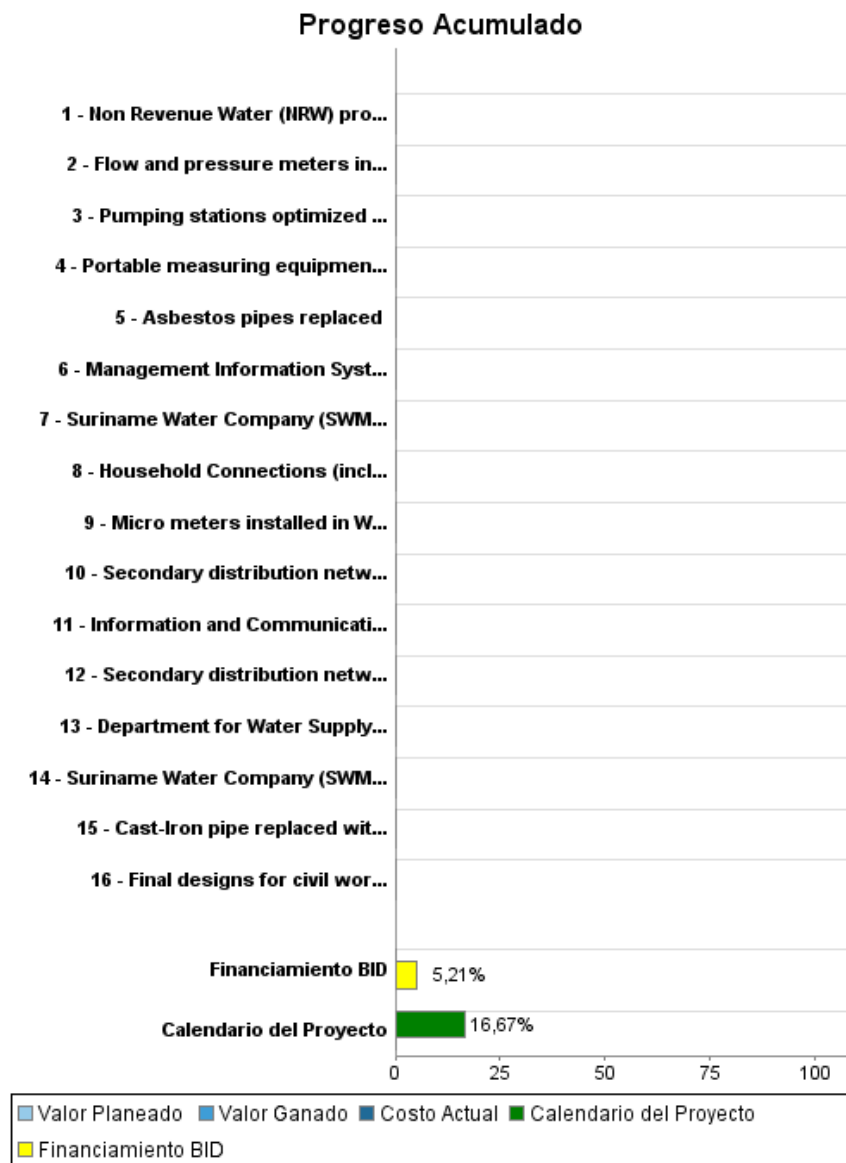 Progreso Acumulado
1 - Non Revenue Water (NRW) pro...
2 - Flow and pressure meters in...
3 - Pumping stations optimized ...
4 - Portable measuring equipmen...
5 - Asbestos pipes replaced
6 - Management Information Syst...
7 - Suriname Water Company (SWM...
8 - Household Connections (incl...
9 - Micro meters installed in W...
10 - Secondary distribution netw...
11 - Information and Communicati...
12 - Secondary distribution netw...
13 - Department for Water Supply...
14 - Suriname Water Company (SWM...
15 - Cast-Iron pipe replaced wit...
16 - Final designs for civil wor...
Financiamiento BID 5,21%
Calendario del Proyecto 16,67%
0 25 50 75 100
Valor Planeado Valor Ganado Costo Actual Calendario del Proyecto
Financiamiento BID